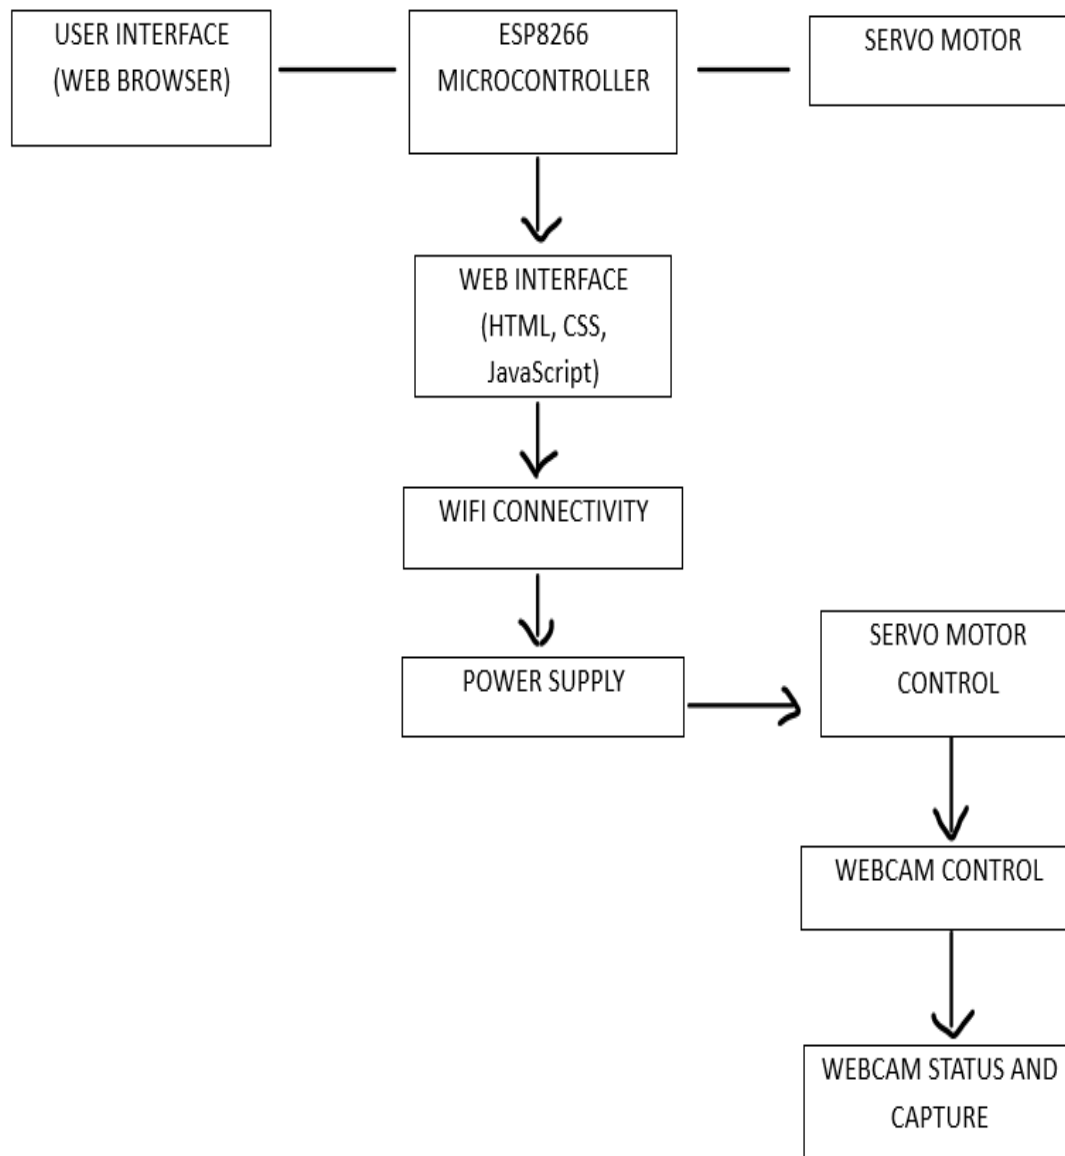 USER INTERFACE
(WEB BROWSER)
ESP8266
MICROCONTROLLER
SERVO MOTOR
WEB INTERFACE
(HTML, CSS,
JavaScript)
WIFI CONNECTIVITY
POWER SUPPLY
SERVO MOTOR
CONTROL
WEBCAM CONTROL
WEBCAM STATUS AND
CAPTURE